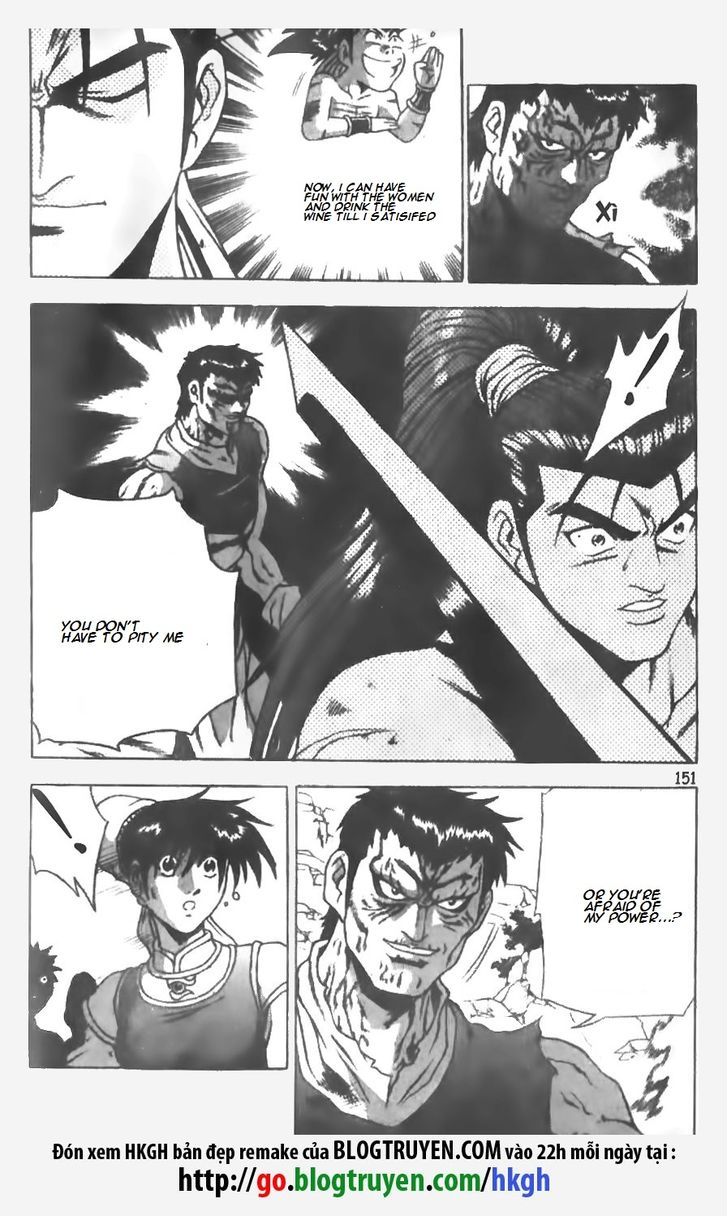 NOW, I CAN HAVE
FUN WITH THE WOMEN
AND DRINK THE
WINE TILL I SATISIFED
Xì
!
YOU DON'T
HAVE TO PITY ME
151
!
OR YOU'RE
AFRAID OF
MY POWER...?
Đón xem HKGH bản đẹp remake của BLOGTRUYEN.COM vào 22h mỗi ngày tại :
http://go.blogtruyen.com/hkgh